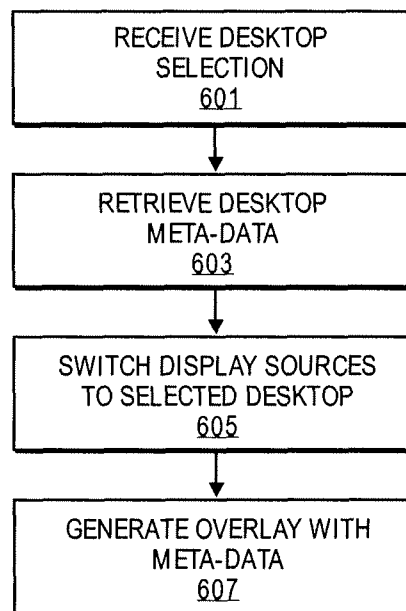 RECEIVE DESKTOP
SELECTION
601
RETRIEVE DESKTOP
META-DATA
603
SWITCH DISPLAY SOURCES
TO SELECTED DESKTOP
605
GENERATE OVERLAY WITH
META-DATA
607